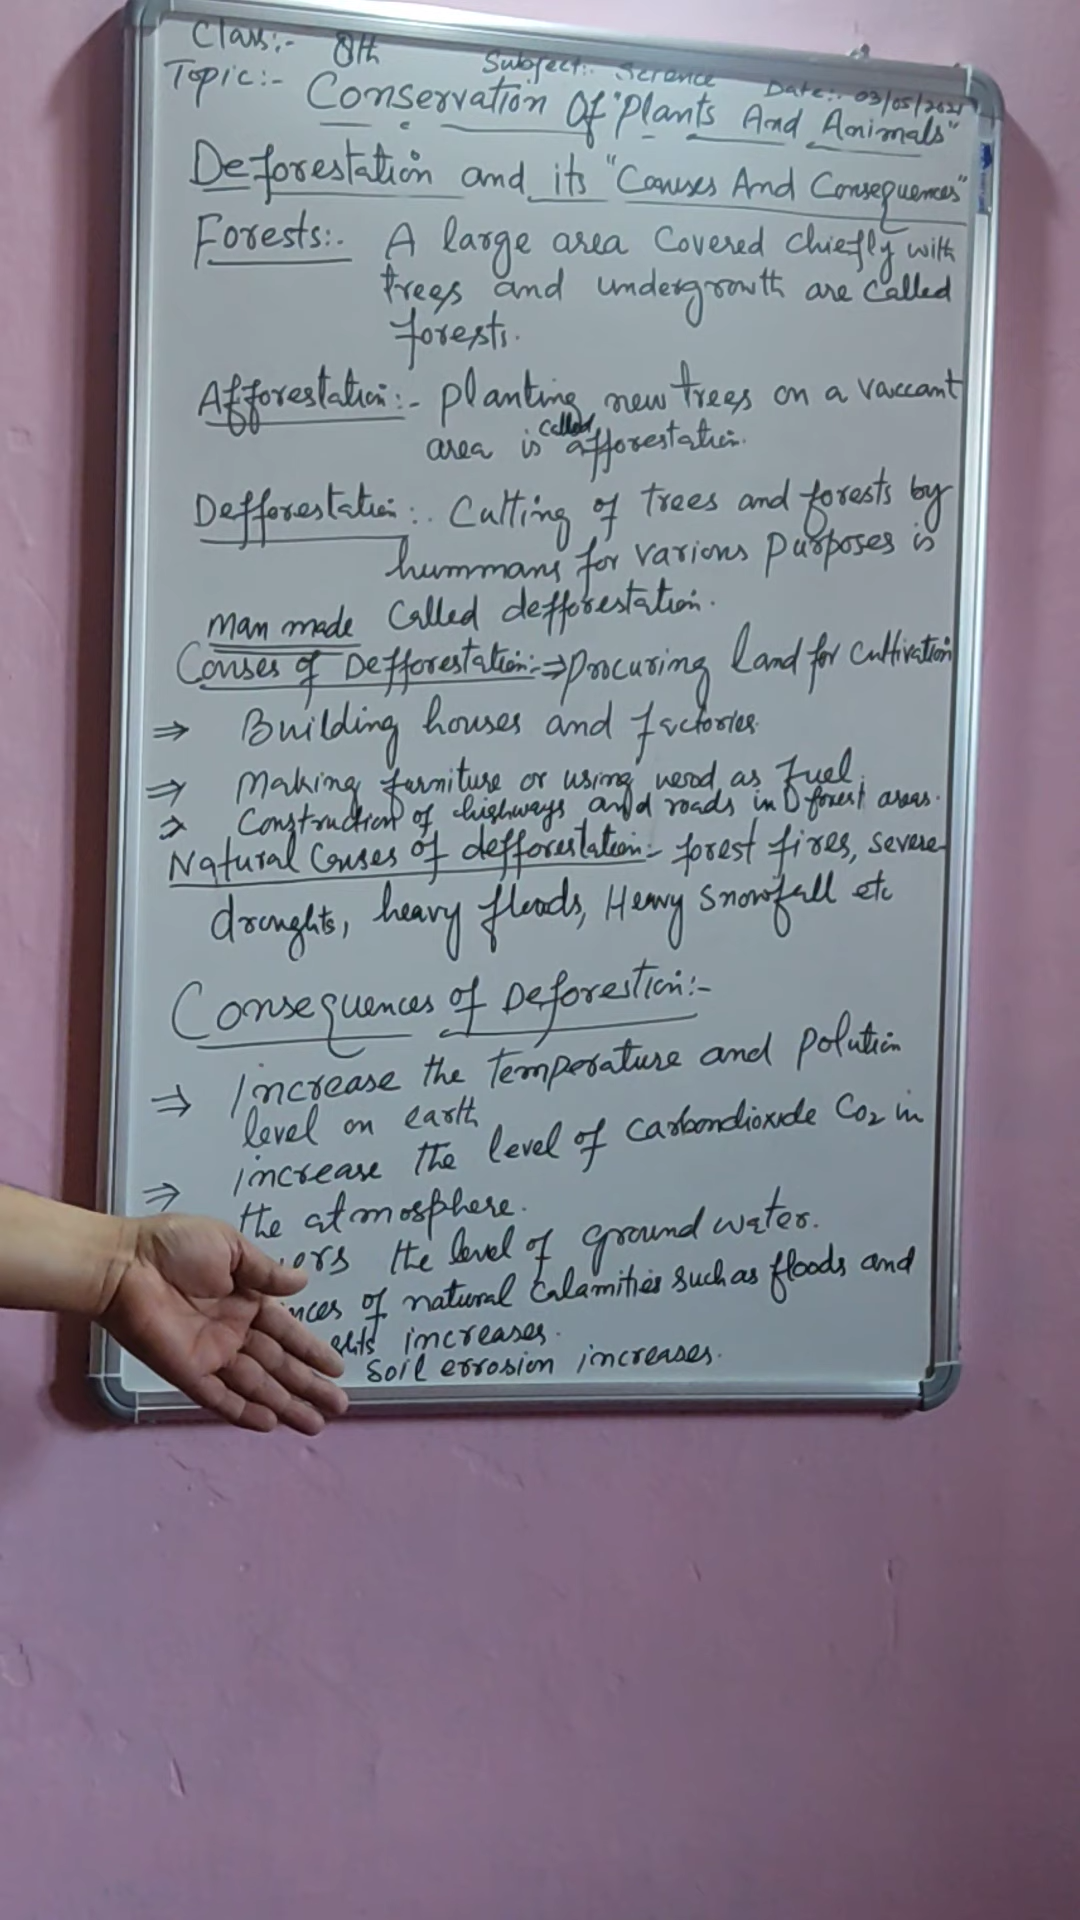 Class:- 8th Subject:- Science Date:- 03/05/2021
Topic:- Conservation Of "Plants And Animals"
Deforestation and its "Causes And Consequences"
Forests:- A large area Covered chiefly with
trees and undergrowth are called
forests.
Afforestation:- Planting new trees on a vaccant
area is called afforestation.
Defforestation:- Cutting of trees and forests by
hummans for various purposes is
called defforestation.
Man made
Causes of Defforestation:- ⇒ procuring land for cultivation
⇒ Building houses and factories.
⇒ Making furniture or using wood as fuel.
⇒ Construction of highways and roads in forest areas.
Natural Causes of defforestation:- forest fires, severe
droughts, heavy floods, Heavy snowfall etc
Consequences of Deforestion:-
⇒ Increase the temperature and polution
level on earth
⇒ increase the level of carbondioxide CO2 in
the atmosphere.
the level of ground water.
of natural calamities such as floods and
increases.
soil errosion increases.